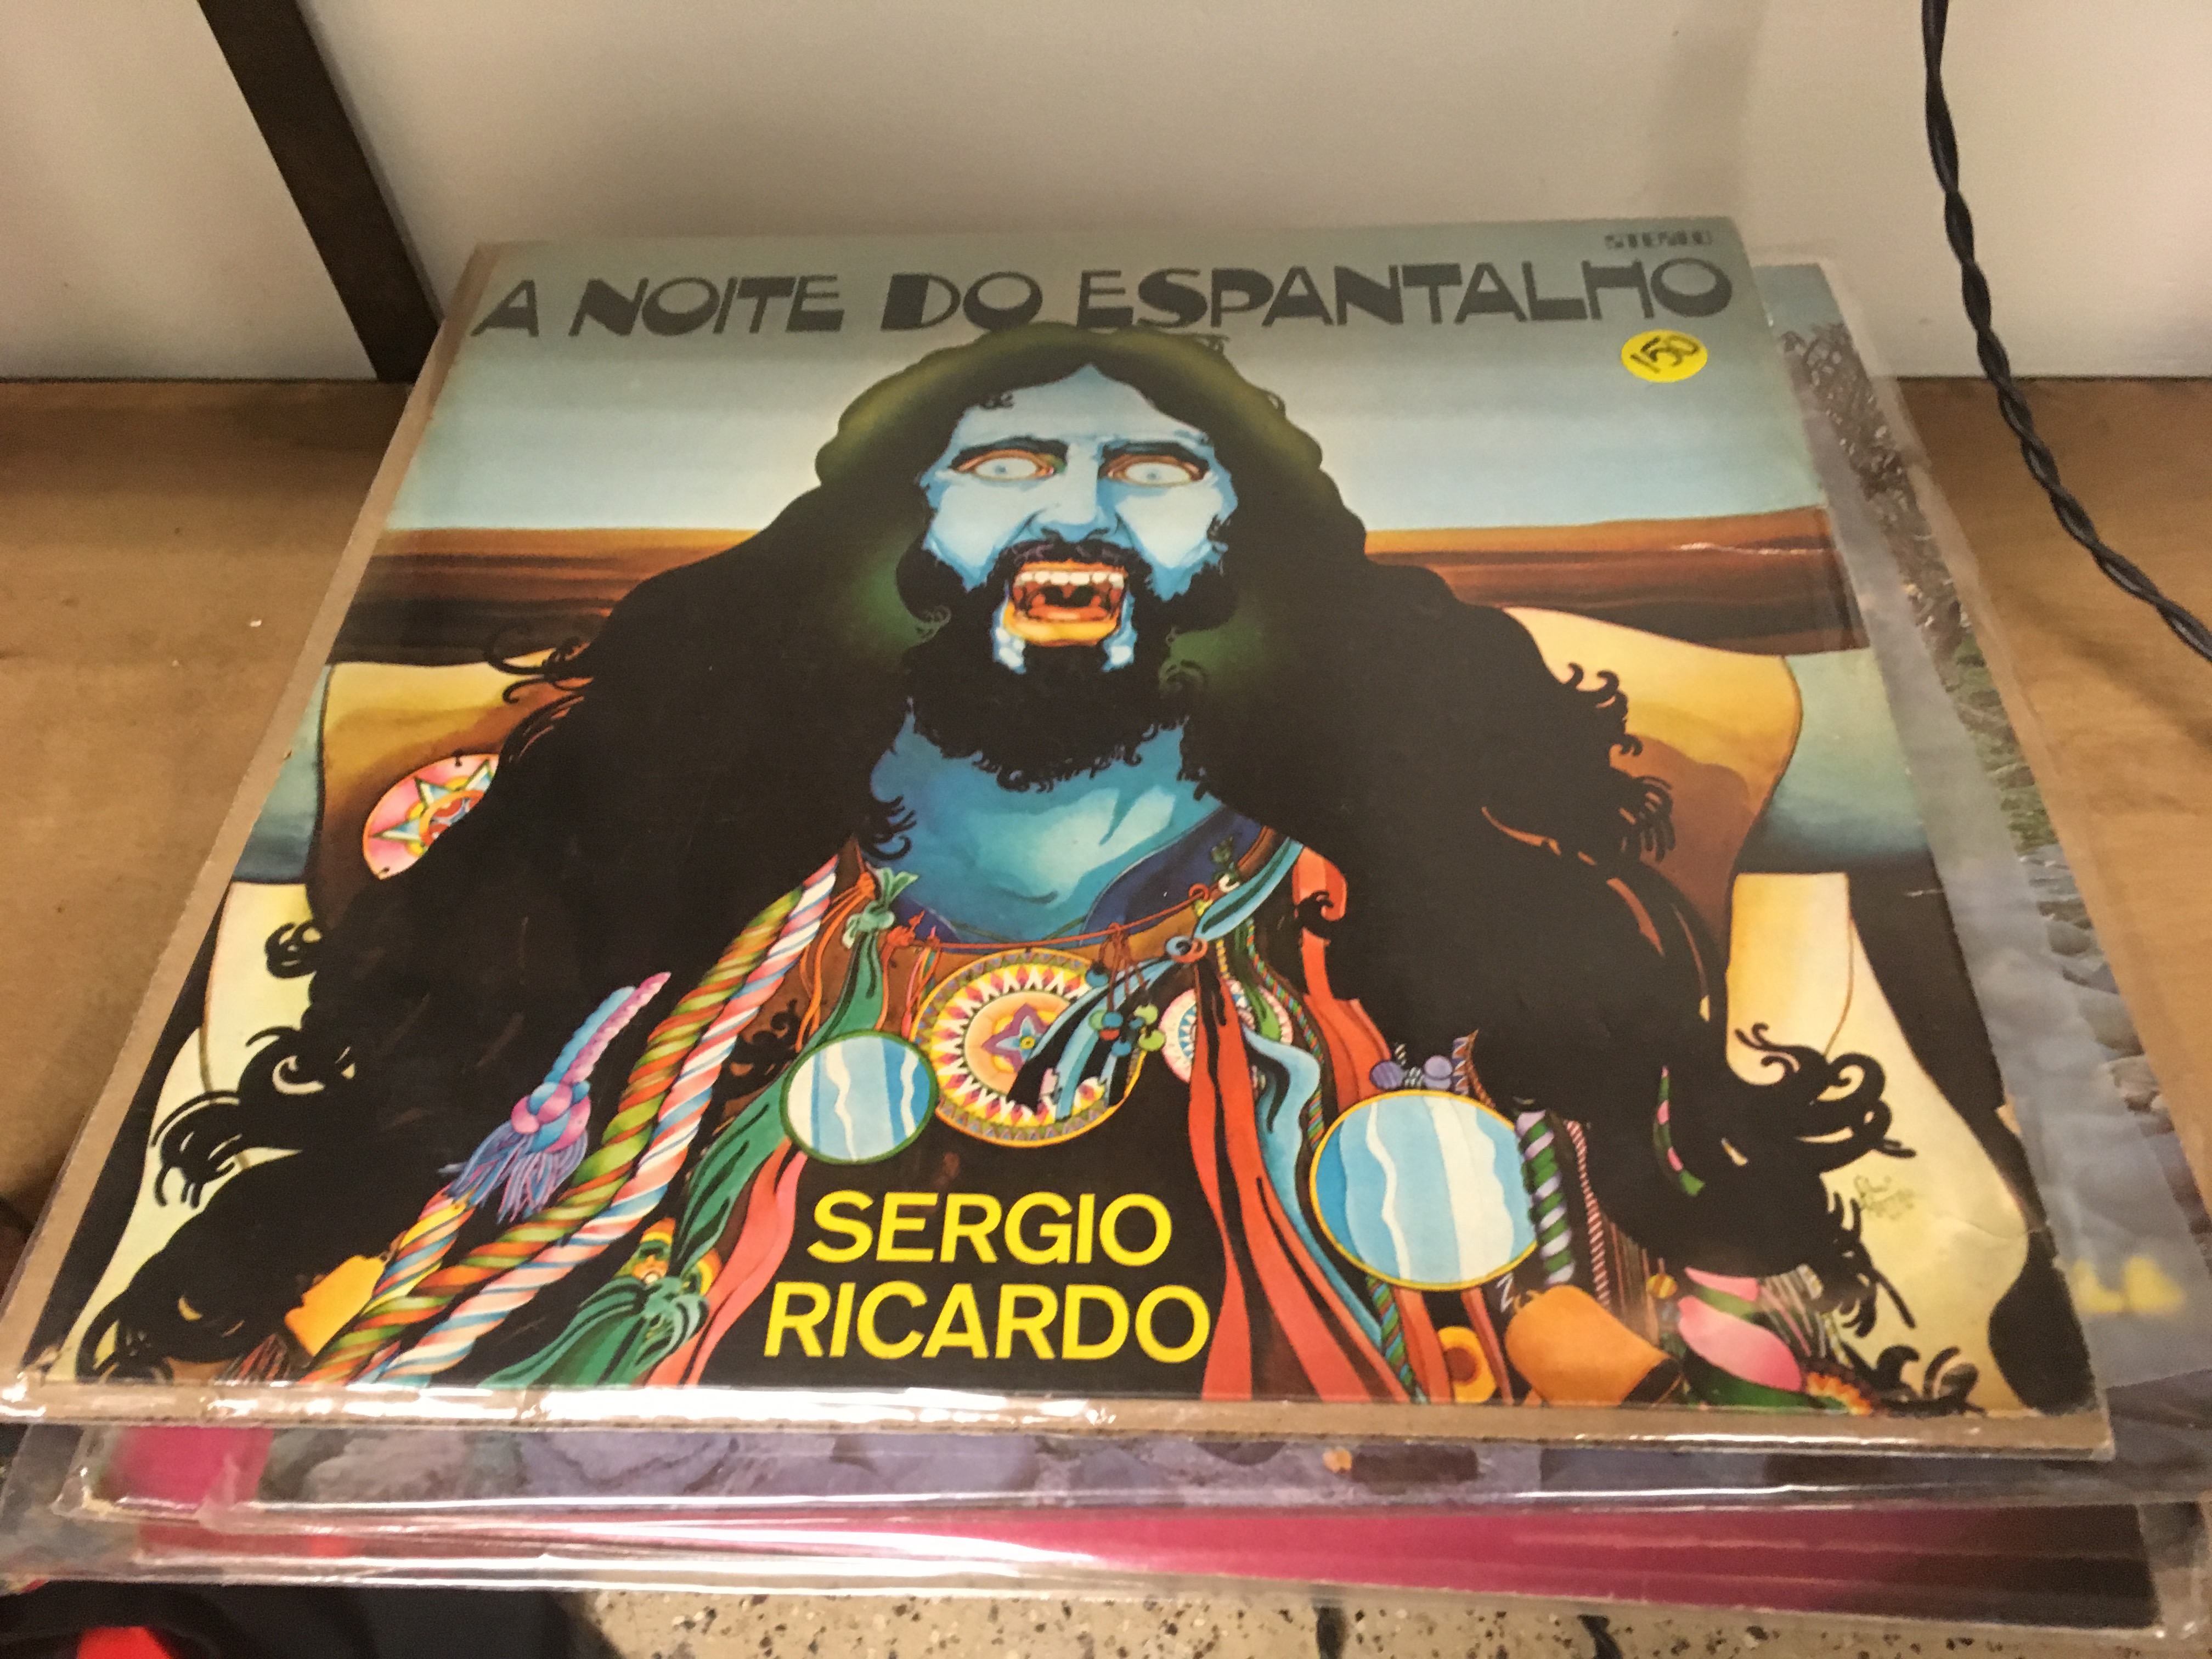 STEREO
A NOITE DO ESPANTALHO
150
SERGIO
RICARDO